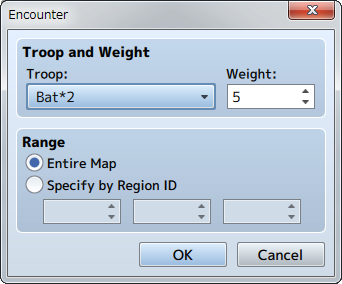 Encounter
Troop and Weight
Troop: Weight:
Bat*2 5
Range
Entire Map
Specify by Region ID
OK Cancel